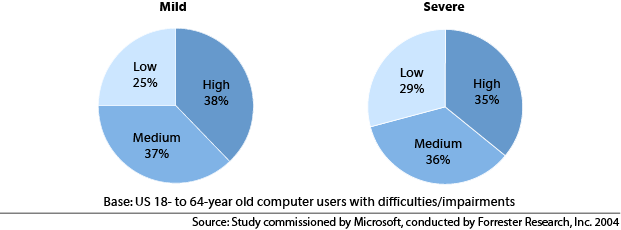 Mild
Severe
Low
25%
High
38%
Medium
37%
Low
29%
High
35%
Medium
36%
Base: US 18- to 64-year old computer users with difficulties/impairments
Source: Study commissioned by Microsoft, conducted by Forrester Research, Inc. 2004